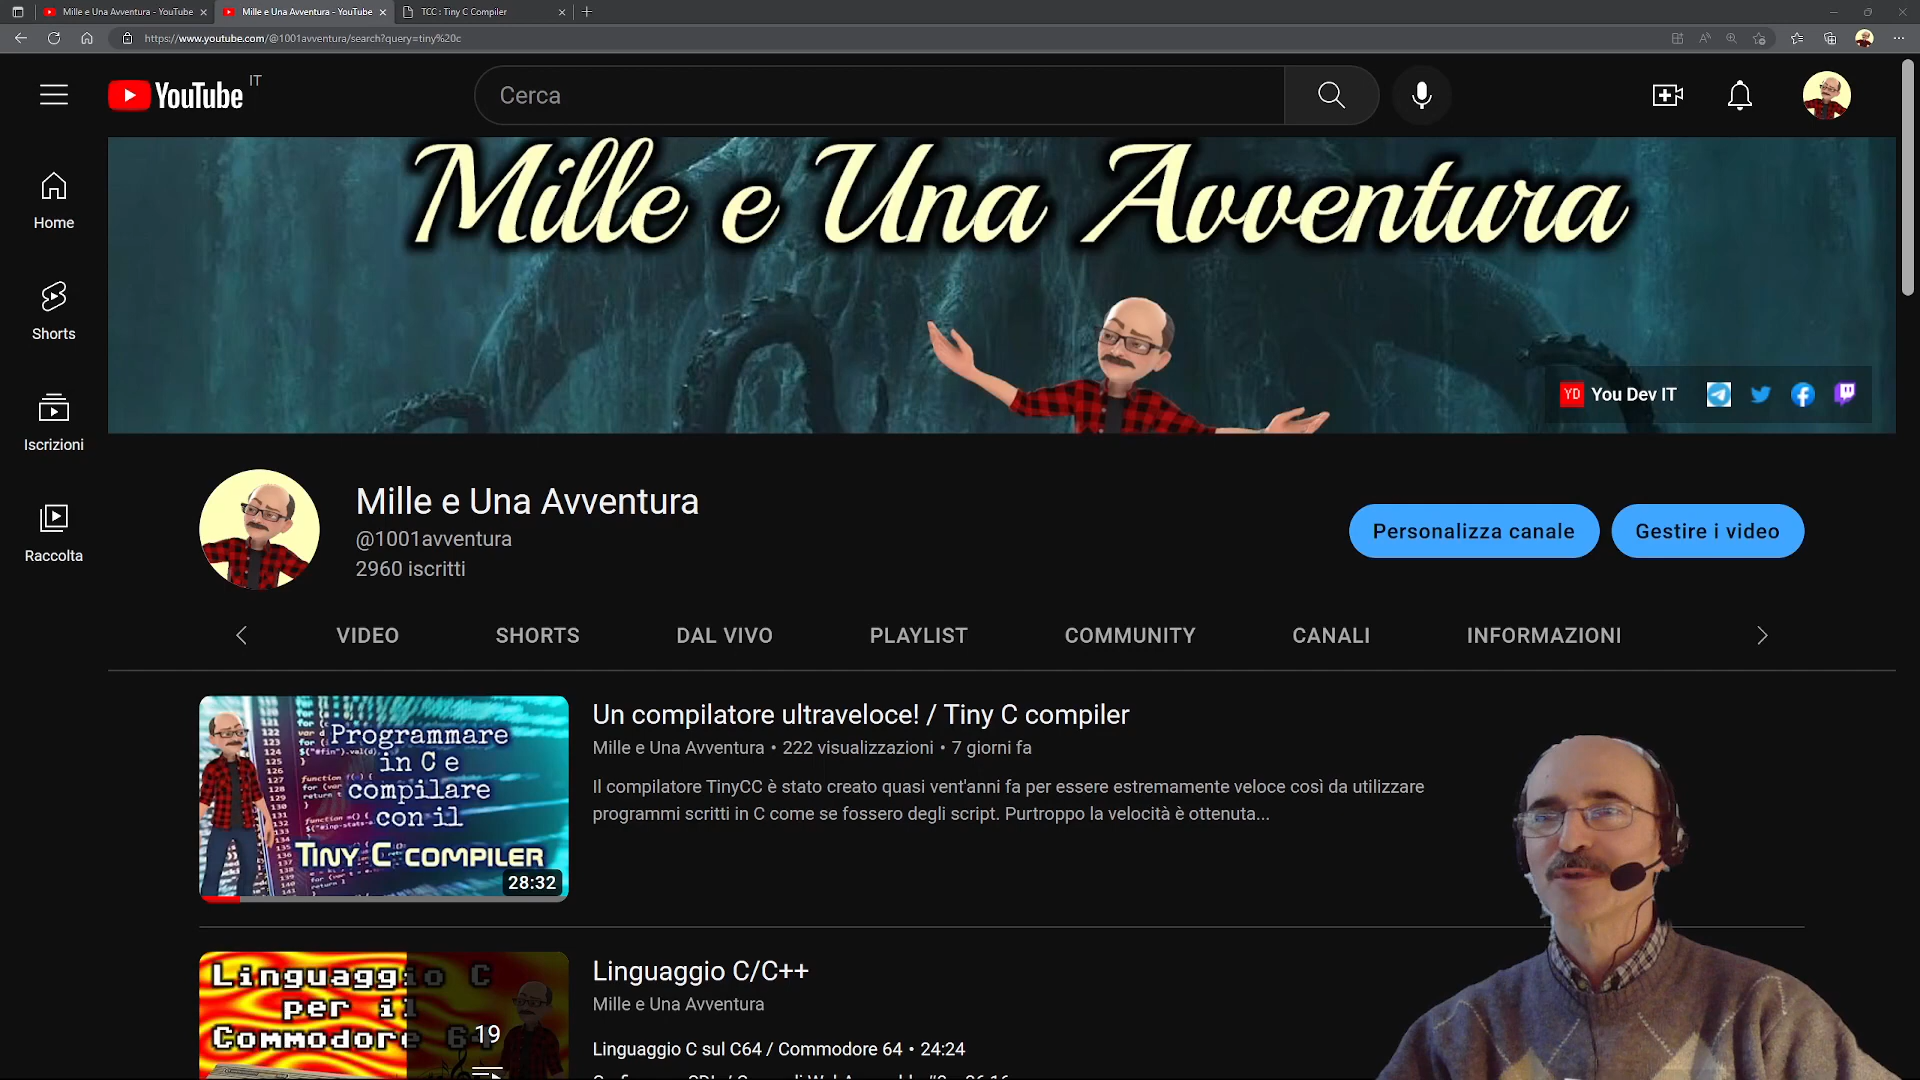 Mille e Una Avventura - YouTube
Mille e Una Avventura - YouTube
TCC : Tiny C Compiler
https://www.youtube.com/@1001avventura/search?query=tiny%20c
YouTube IT
Cerca
Home
Shorts
Iscrizioni
Raccolta
Mille e Una Avventura
YD You Dev IT
Mille e Una Avventura
@1001avventura
2960 iscritti
Personalizza canale
Gestire i video
VIDEO SHORTS DAL VIVO PLAYLIST COMMUNITY CANALI INFORMAZIONI
Programmare
in C e
compilare
con il
TINY C COMPILER
28:32
Un compilatore ultraveloce! / Tiny C compiler
Mille e Una Avventura • 222 visualizzazioni • 7 giorni fa
Il compilatore TinyCC è stato creato quasi vent'anni fa per essere estremamente veloce così da utilizzare
programmi scritti in C come se fossero degli script. Purtroppo la velocità è ottenuta...
Linguaggio C
per il
Commodore 64
19
Linguaggio C/C++
Mille e Una Avventura
Linguaggio C sul C64 / Commodore 64 • 24:24